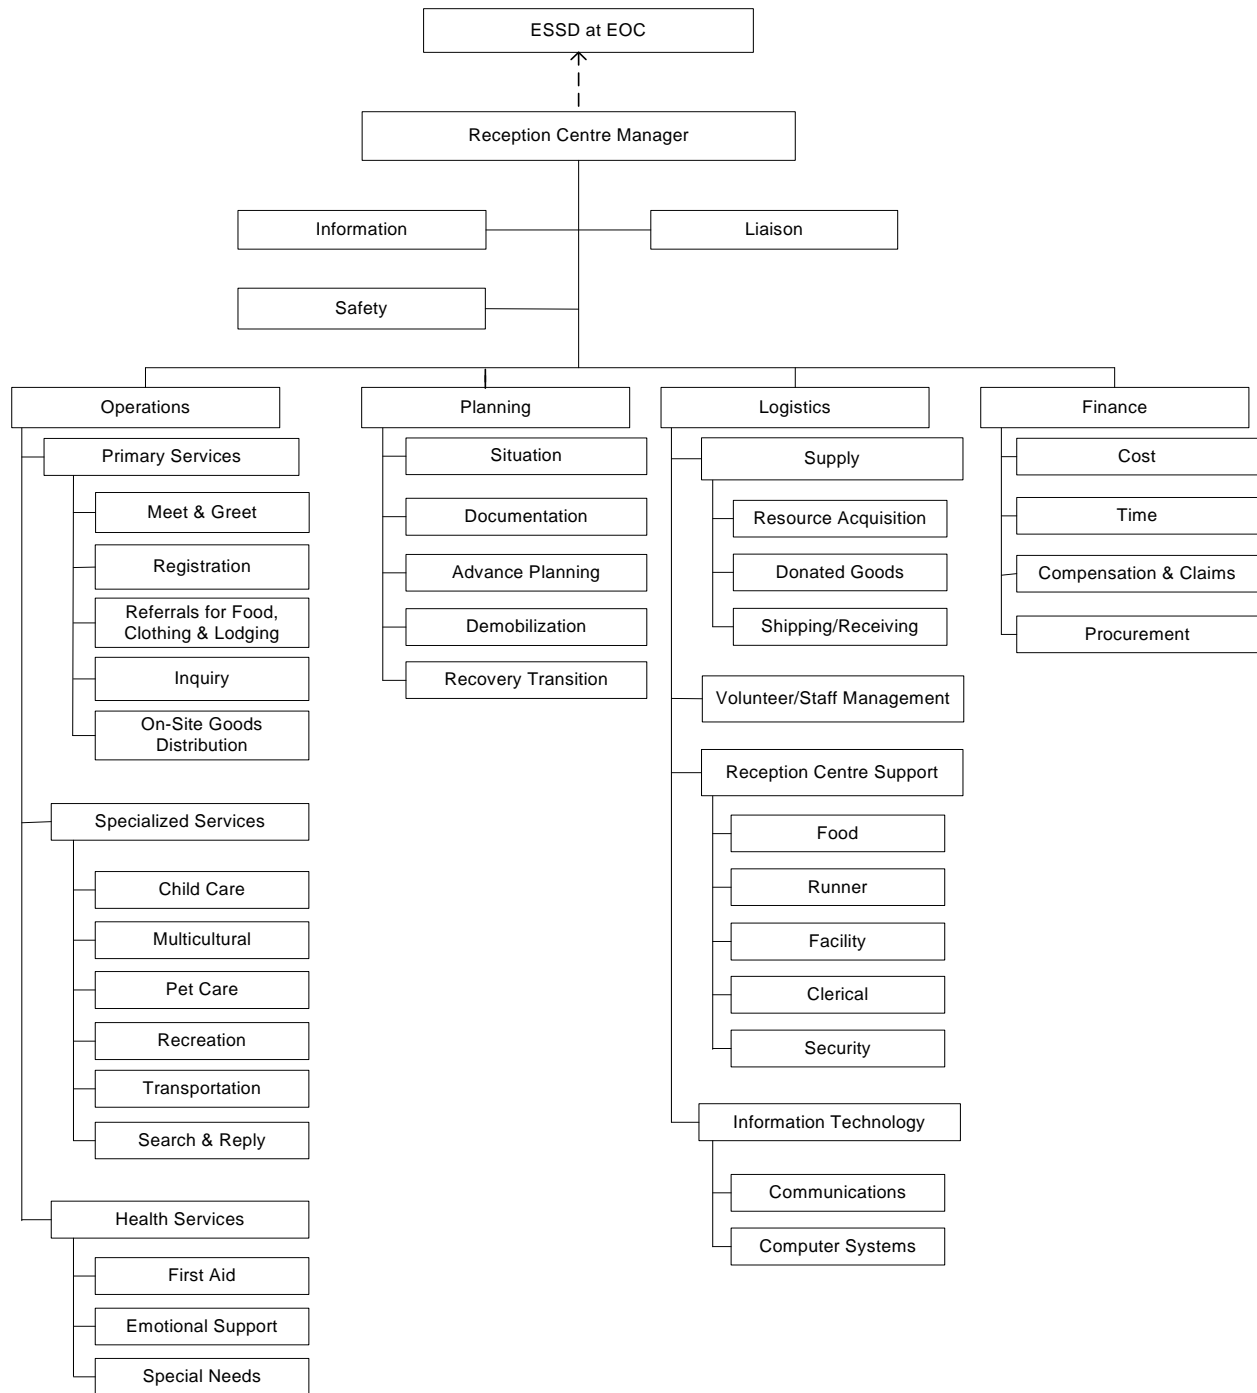 ESSD at EOC
Reception Centre Manager
Information
Liaison
Safety
Operations
Planning
Logistics
Finance
Primary Services
Meet & Greet
Registration
Referrals for Food,
Clothing & Lodging
Inquiry
On-Site Goods
Distribution
Specialized Services
Child Care
Multicultural
Pet Care
Recreation
Transportation
Search & Reply
Health Services
First Aid
Emotional Support
Special Needs
Situation
Documentation
Advance Planning
Demobilization
Recovery Transition
Supply
Resource Acquisition
Donated Goods
Shipping/Receiving
Volunteer/Staff Management
Reception Centre Support
Food
Runner
Facility
Clerical
Security
Information Technology
Communications
Computer Systems
Cost
Time
Compensation & Claims
Procurement